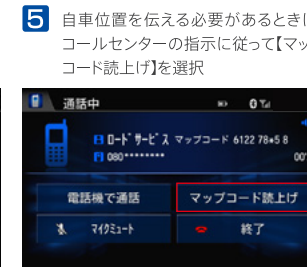 5 自車位置を伝える必要があるときに
コールセンターの指示に従って【マッ
コード読上げ】を選択
通話中
ロードサービス マップコード 6122 78*5 8
080********
00'
電話機で通話 マップコード読上げ
マイクミュート 終了